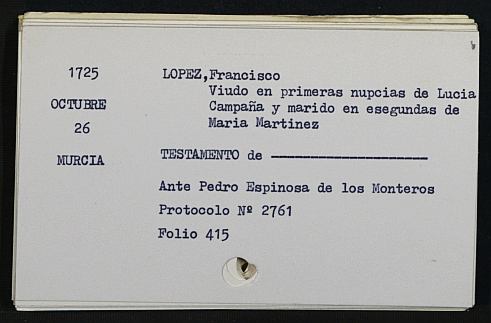 1725
OCTUBRE
26
MURCIA
LOPEZ,Francisco
Viudo en primeras nupcias de Lucia
Campaña y marido en esegundas de
Maria Martinez
TESTAMENTO de ----------------------
Ante Pedro Espinosa de los Monteros
Protocolo Nº 2761
Folio 415